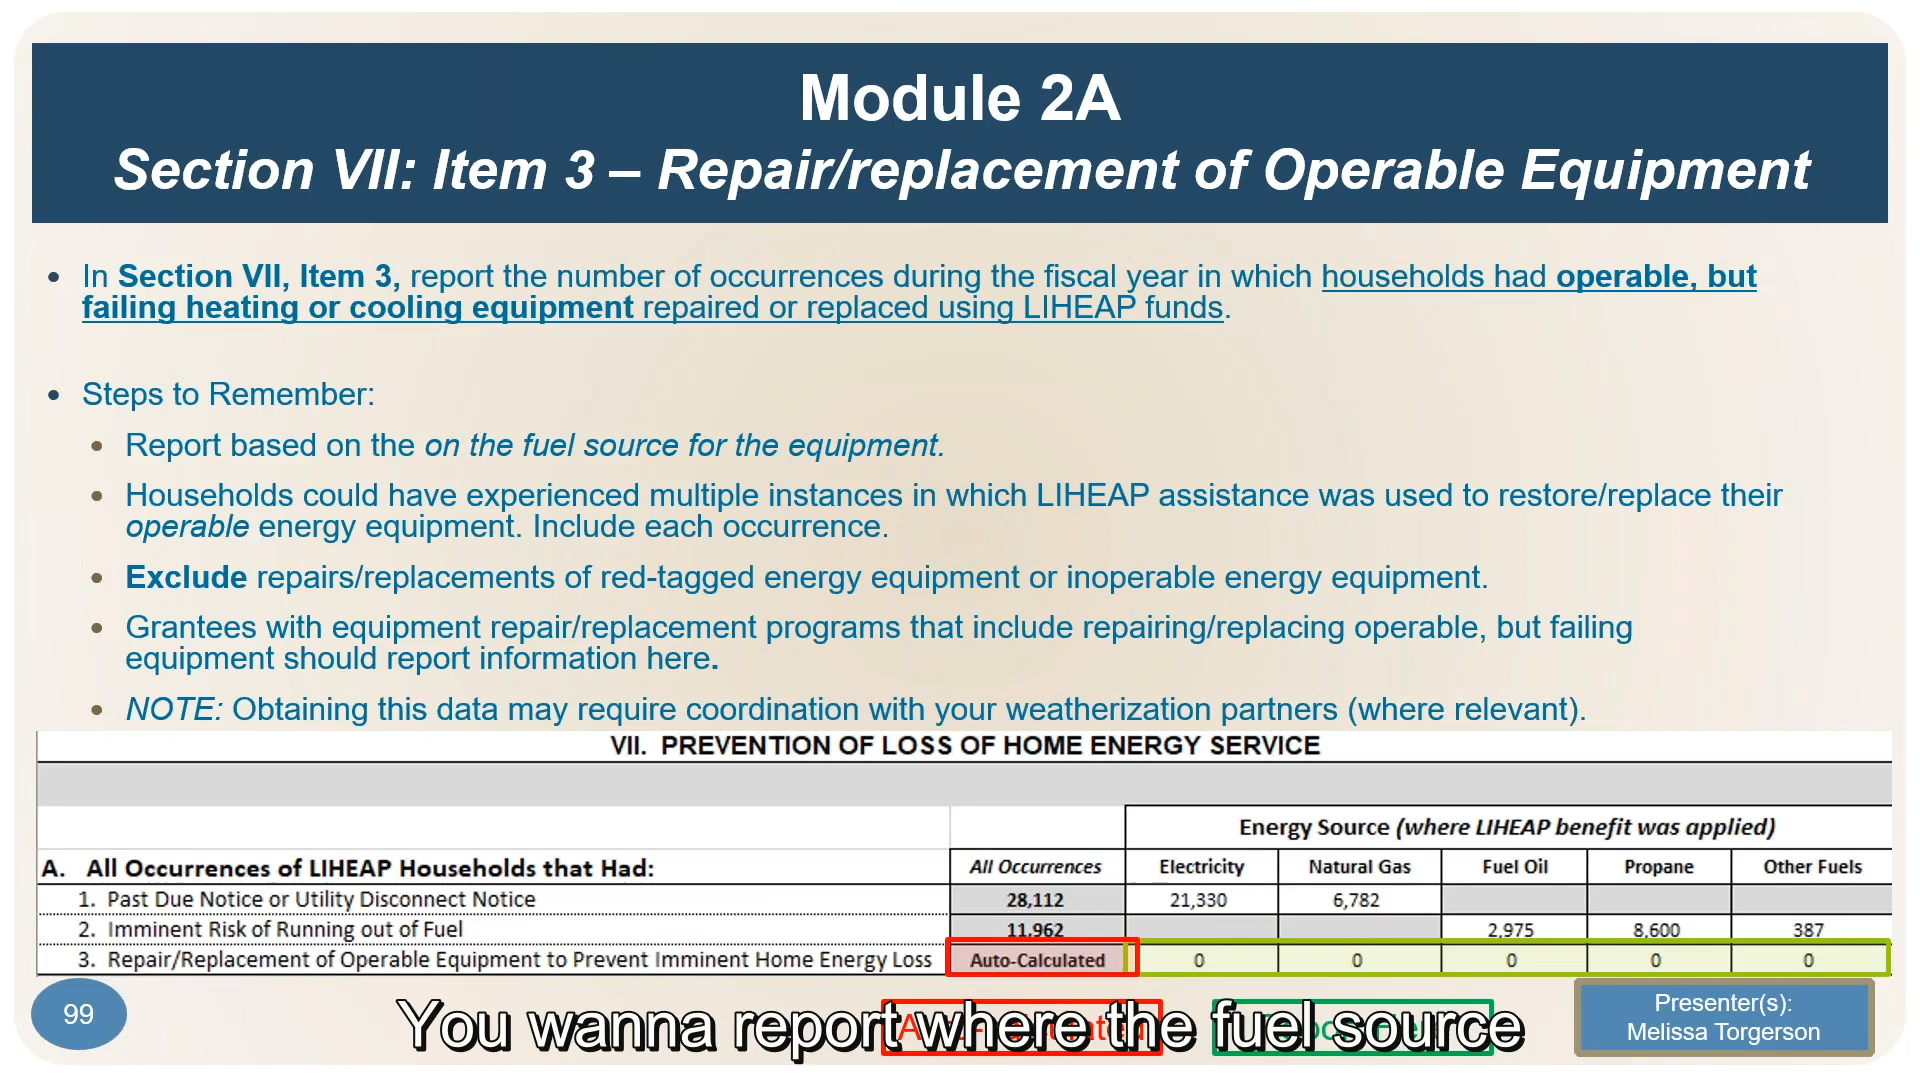 Module 2A
Section VII: Item 3 – Repair/replacement of Operable Equipment
• In Section VII, Item 3, report the number of occurrences during the fiscal year in which households had operable, but
failing heating or cooling equipment repaired or replaced using LIHEAP funds.
• Steps to Remember:
• Report based on the on the fuel source for the equipment.
• Households could have experienced multiple instances in which LIHEAP assistance was used to restore/replace their
operable energy equipment. Include each occurrence.
• Exclude repairs/replacements of red-tagged energy equipment or inoperable energy equipment.
• Grantees with equipment repair/replacement programs that include repairing/replacing operable, but failing
equipment should report information here.
• NOTE: Obtaining this data may require coordination with your weatherization partners (where relevant).
VII. PREVENTION OF LOSS OF HOME ENERGY SERVICE
Energy Source (where LIHEAP benefit was applied)
A. All Occurrences of LIHEAP Households that Had: All Occurrences Electricity Natural Gas Fuel Oil Propane Other Fuels
1. Past Due Notice or Utility Disconnect Notice 28,112 21,330 6,782
2. Imminent Risk of Running out of Fuel 11,962 2,975 8,600 387
3. Repair/Replacement of Operable Equipment to Prevent Imminent Home Energy Loss Auto-Calculated 0 0 0 0 0
99
You wanna report where the fuel source
Presenter(s):
Melissa Torgerson